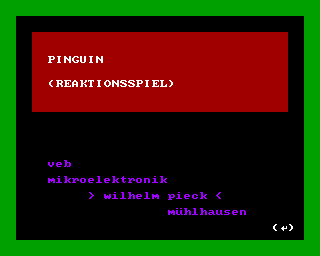 PINGUIN
(REAKTIONSSPIEL)
veb
mikroelektronik
> wilhelm pieck <
mühlhausen
(↵)